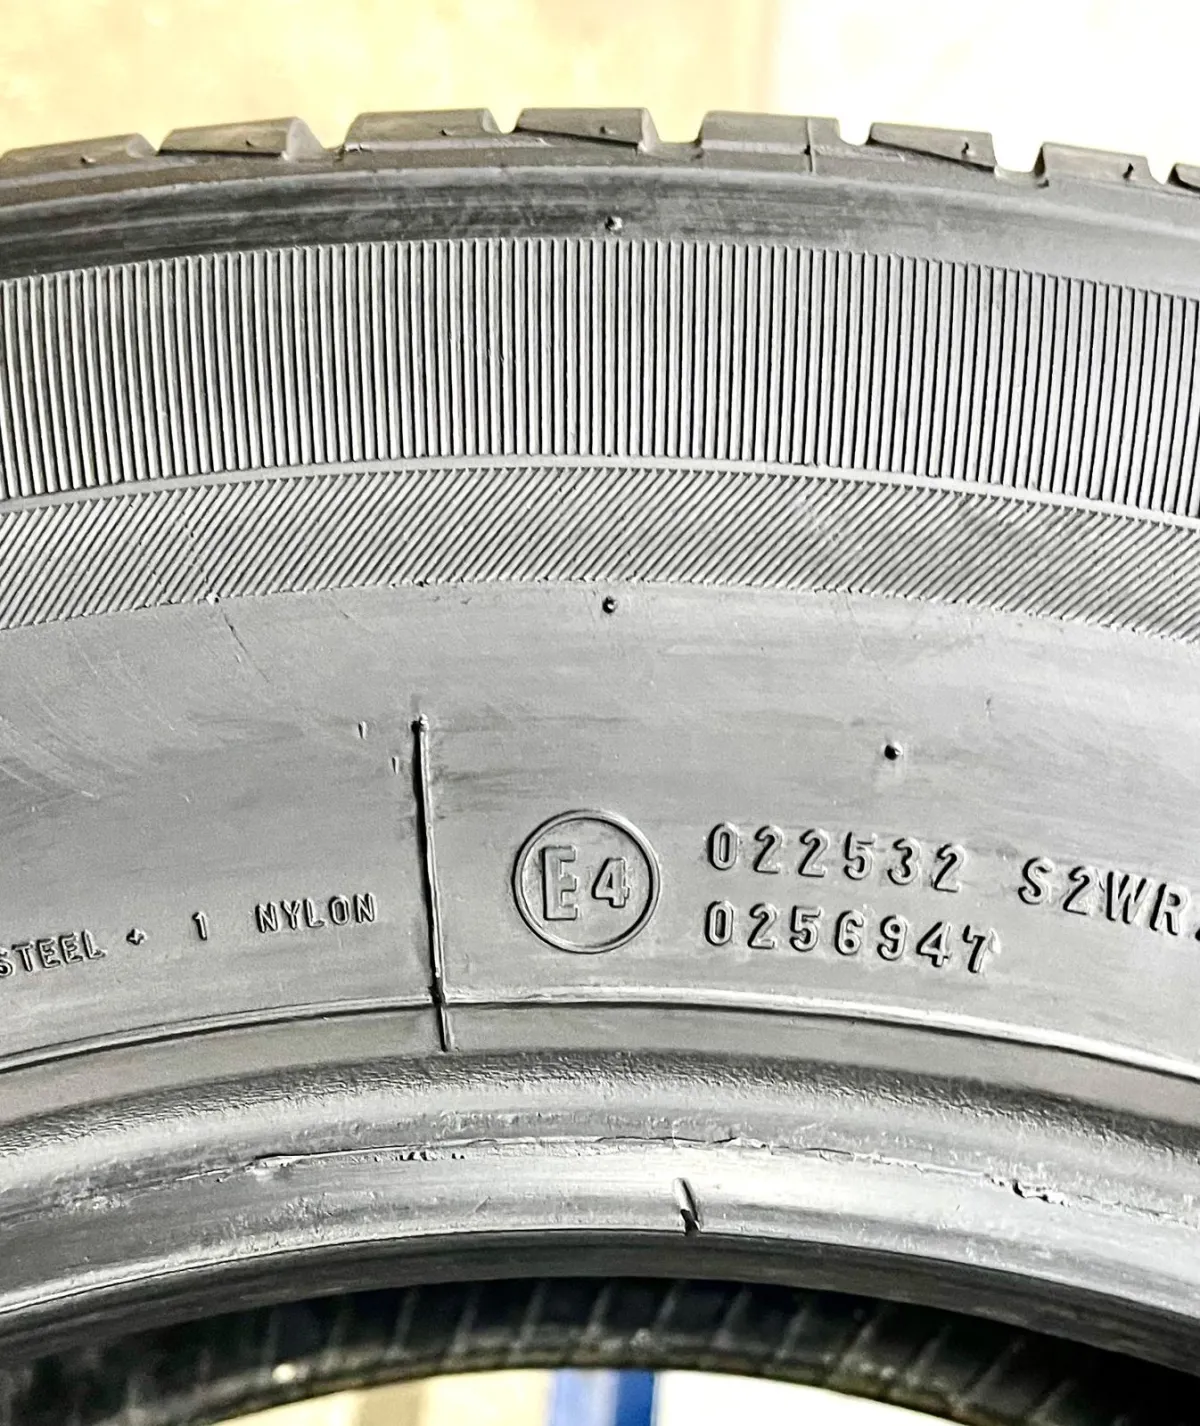 STEEL + 1 NYLON
E4
022532 S2WR
0256947